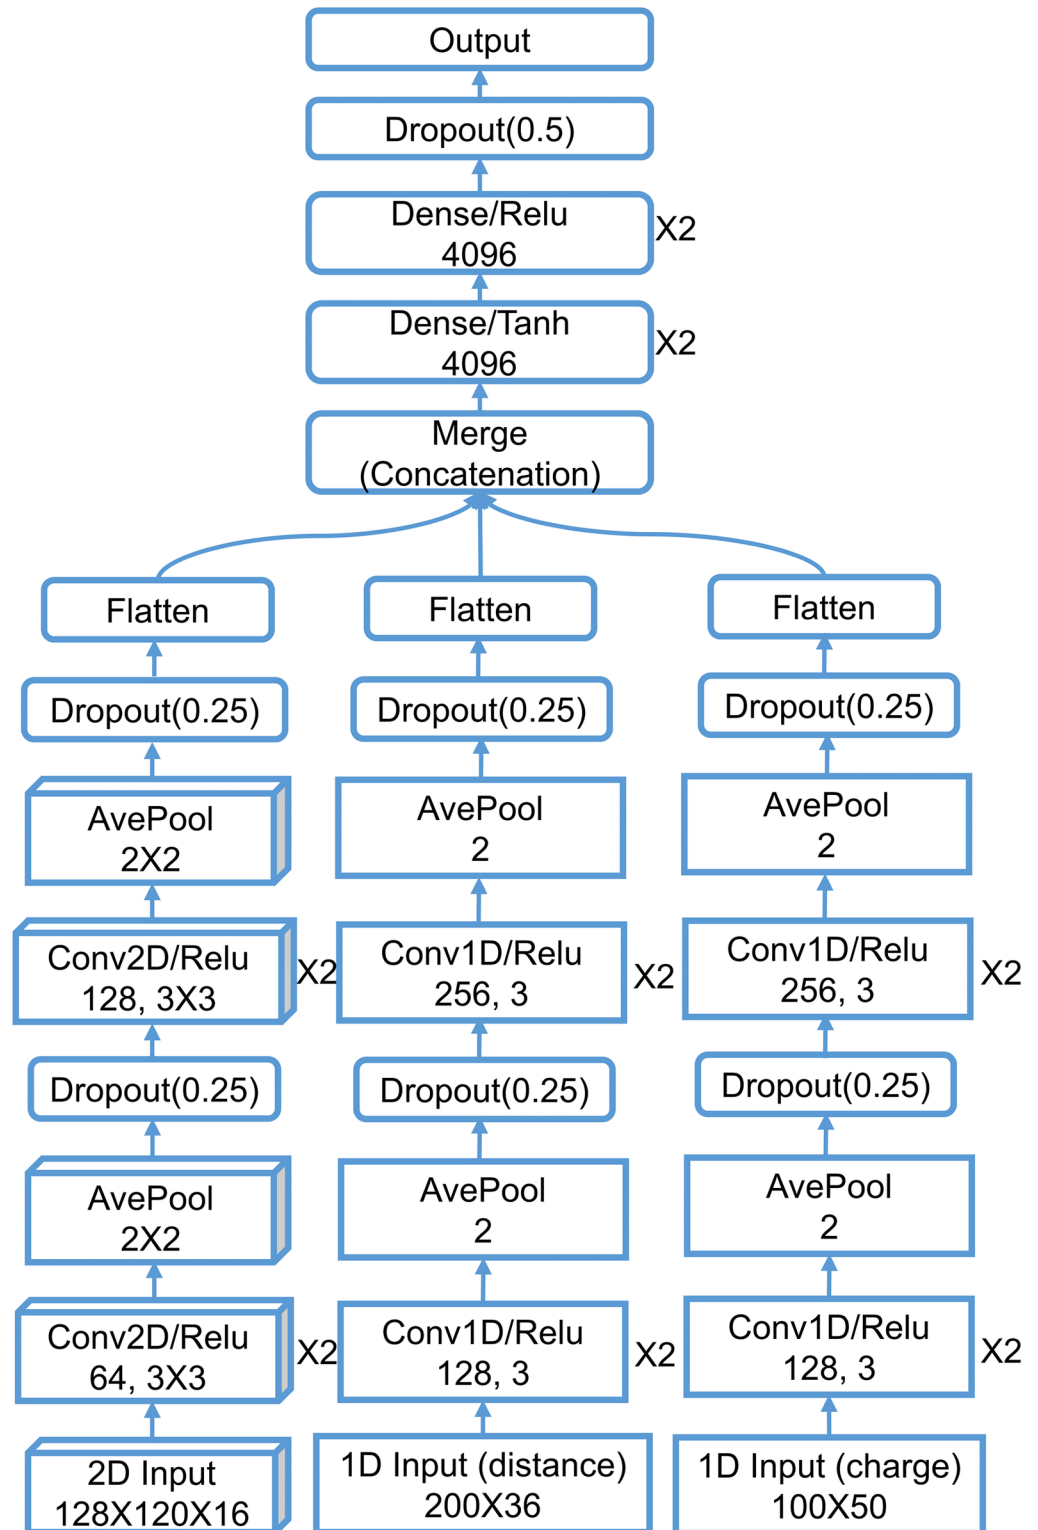 Output
Dropout(0.5)
Dense/Relu
4096
X2
Dense/Tanh
4096
X2
Merge
(Concatenation)
Flatten
Flatten
Flatten
Dropout(0.25)
Dropout(0.25)
Dropout(0.25)
AvePool
2X2
AvePool
2
AvePool
2
Conv2D/Relu
128, 3X3
X2
Conv1D/Relu
256, 3
X2
Conv1D/Relu
256, 3
X2
Dropout(0.25)
Dropout(0.25)
Dropout(0.25)
AvePool
2X2
AvePool
2
AvePool
2
Conv2D/Relu
64, 3X3
X2
Conv1D/Relu
128, 3
X2
Conv1D/Relu
128, 3
X2
2D Input
128X120X16
1D Input (distance)
200X36
1D Input (charge)
100X50